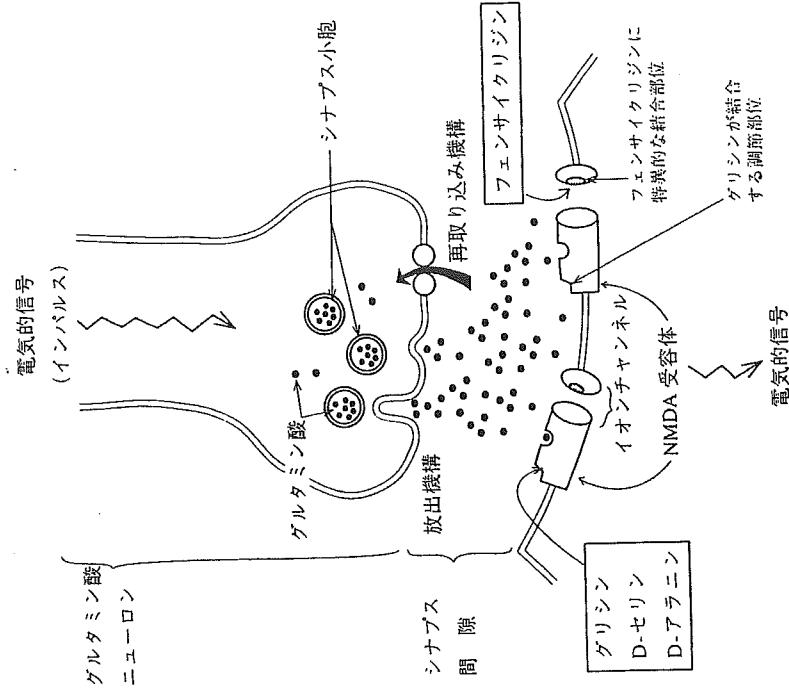 電気的信号
(インパルス)
グルタミン酸
ニューロン
グルタミン酸
シナプス小胞
放出機構
再取り込み機構
シナプス
間 隙
フェンサイクリジン
フェンサイクリジンに
特異的な結合部位
グリシンが結合
する調節部位
イオンチャンネル
NMDA 受容体
グリシン
D-セリン
D-アラニン
電気的信号